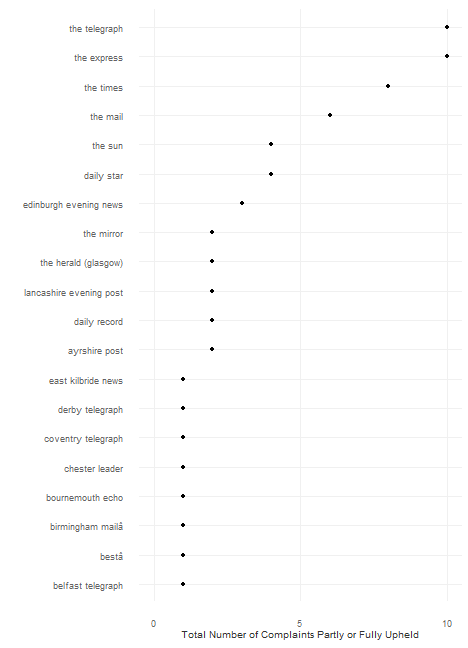 the telegraph
the express
the times
the mail
the sun
daily star
edinburgh evening news
the mirror
the herald (glasgow)
lancashire evening post
daily record
ayrshire post
east kilbride news
derby telegraph
coventry telegraph
chester leader
bournemouth echo
birmingham mailâ
bestâ
belfast telegraph
0 5 10
Total Number of Complaints Partly or Fully Upheld